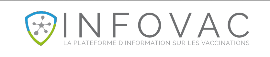 INFOVAC
LA PLATEFORME D'INFORMATION SUR LES VACCINATIONS